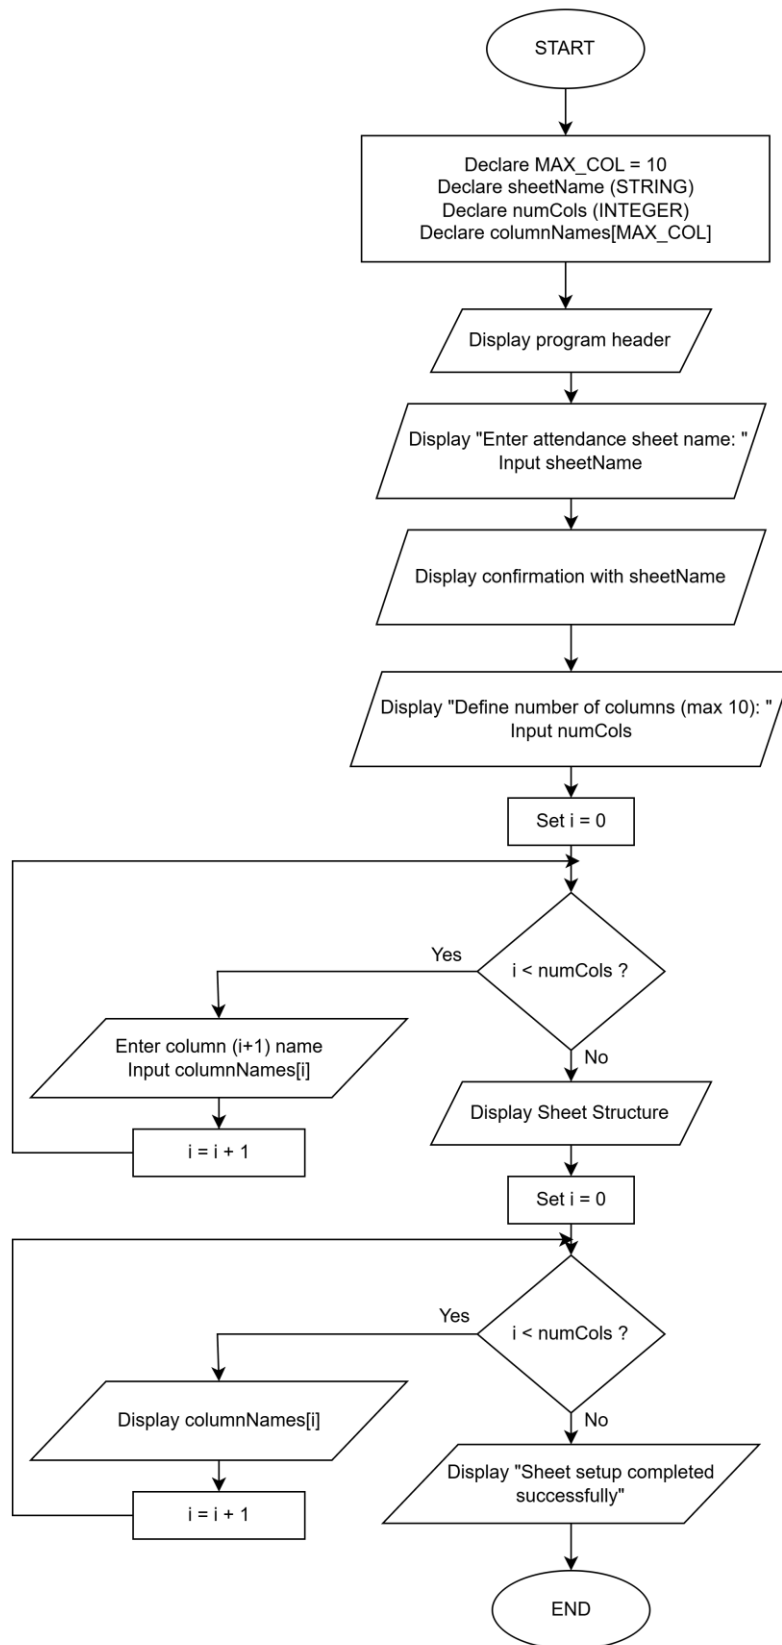 START
Declare MAX_COL = 10
Declare sheetName (STRING)
Declare numCols (INTEGER)
Declare columnNames[MAX_COL]
Display program header
Display "Enter attendance sheet name: "
Input sheetName
Display confirmation with sheetName
Display "Define number of columns (max 10): "
Input numCols
Set i = 0
i < numCols ?
Yes
Enter column (i+1) name
Input columnNames[i]
i = i + 1
No
Display Sheet Structure
Set i = 0
i < numCols ?
Yes
Display columnNames[i]
i = i + 1
No
Display "Sheet setup completed
successfully"
END